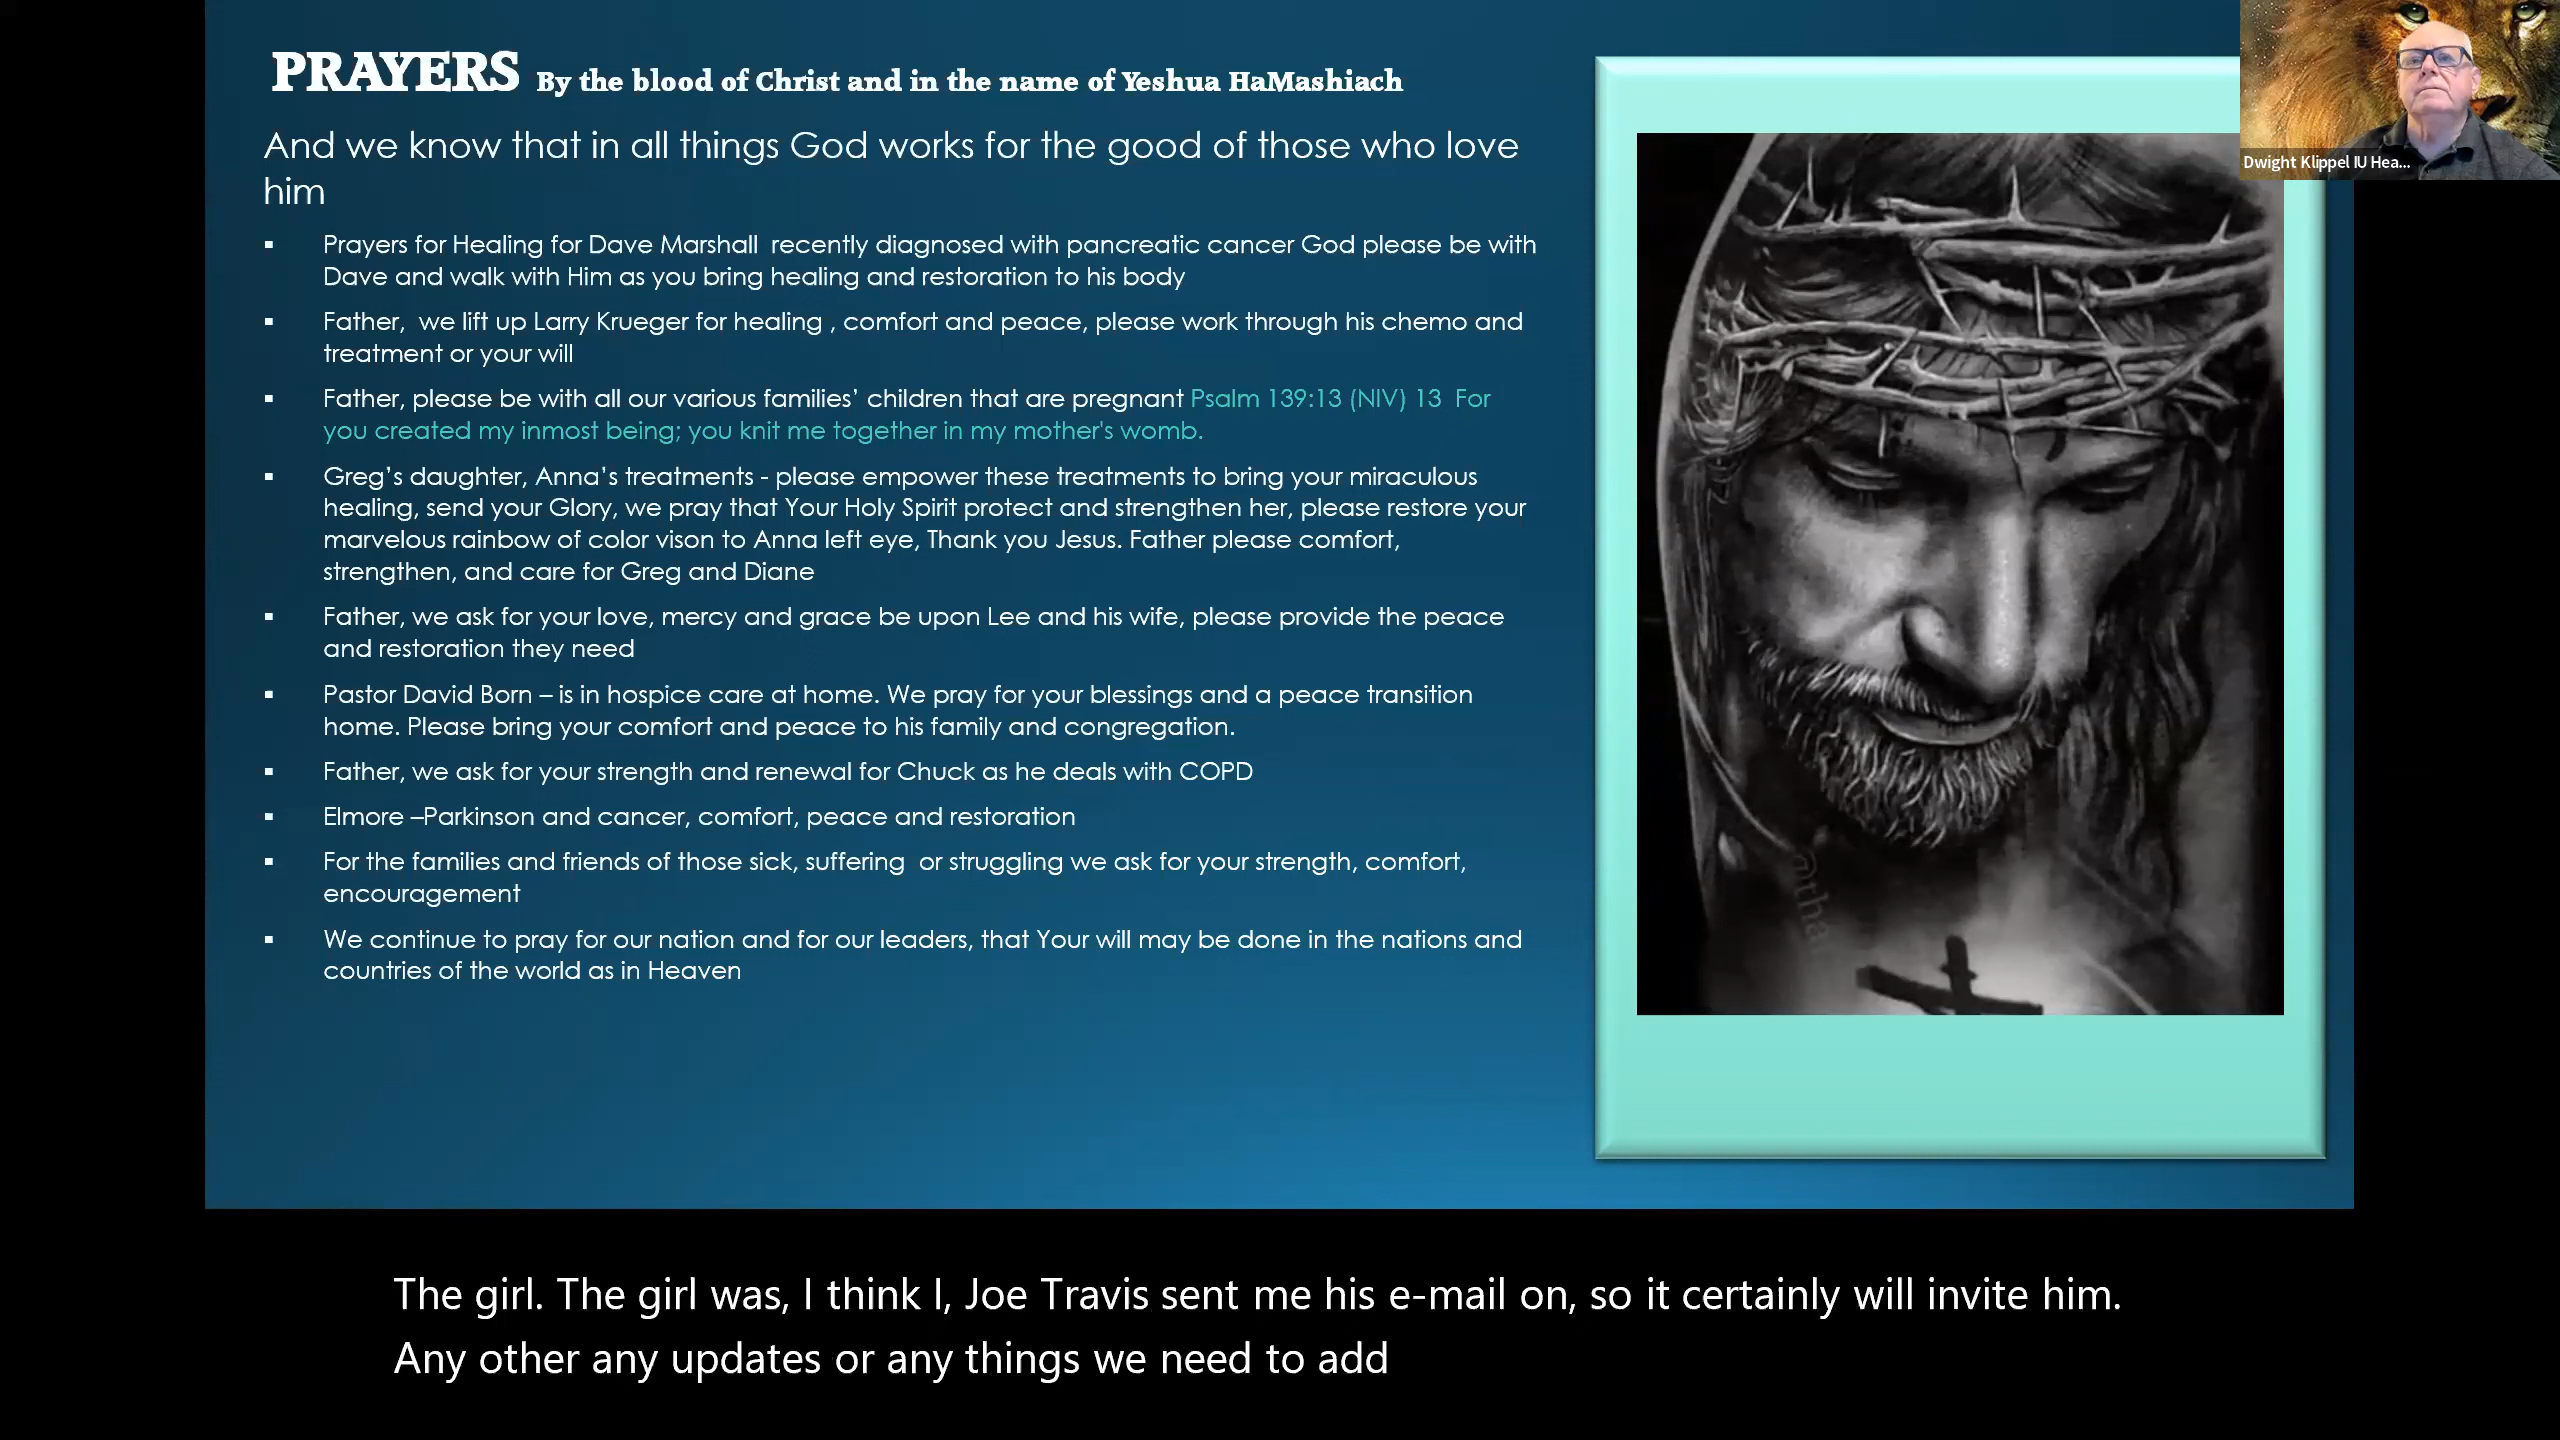 PRAYERS By the blood of Christ and in the name of Yeshua HaMashiach
And we know that in all things God works for the good of those who love
him
▪ Prayers for Healing for Dave Marshall  recently diagnosed with pancreatic cancer God please be with
Dave and walk with Him as you bring healing and restoration to his body
▪ Father,  we lift up Larry Krueger for healing , comfort and peace, please work through his chemo and
treatment or your will
▪ Father, please be with all our various families’ children that are pregnant Psalm 139:13 (NIV) 13  For
you created my inmost being; you knit me together in my mother's womb.
▪ Greg’s daughter, Anna’s treatments - please empower these treatments to bring your miraculous
healing, send your Glory, we pray that Your Holy Spirit protect and strengthen her, please restore your
marvelous rainbow of color vison to Anna left eye, Thank you Jesus. Father please comfort,
strengthen, and care for Greg and Diane
▪ Father, we ask for your love, mercy and grace be upon Lee and his wife, please provide the peace
and restoration they need
▪ Pastor David Born – is in hospice care at home. We pray for your blessings and a peace transition
home. Please bring your comfort and peace to his family and congregation.
▪ Father, we ask for your strength and renewal for Chuck as he deals with COPD
▪ Elmore –Parkinson and cancer, comfort, peace and restoration
▪ For the families and friends of those sick, suffering  or struggling we ask for your strength, comfort,
encouragement
▪ We continue to pray for our nation and for our leaders, that Your will may be done in the nations and
countries of the world as in Heaven
Dwight Klippel IU Hea...
The girl. The girl was, I think I, Joe Travis sent me his e-mail on, so it certainly will invite him.
Any other any updates or any things we need to add